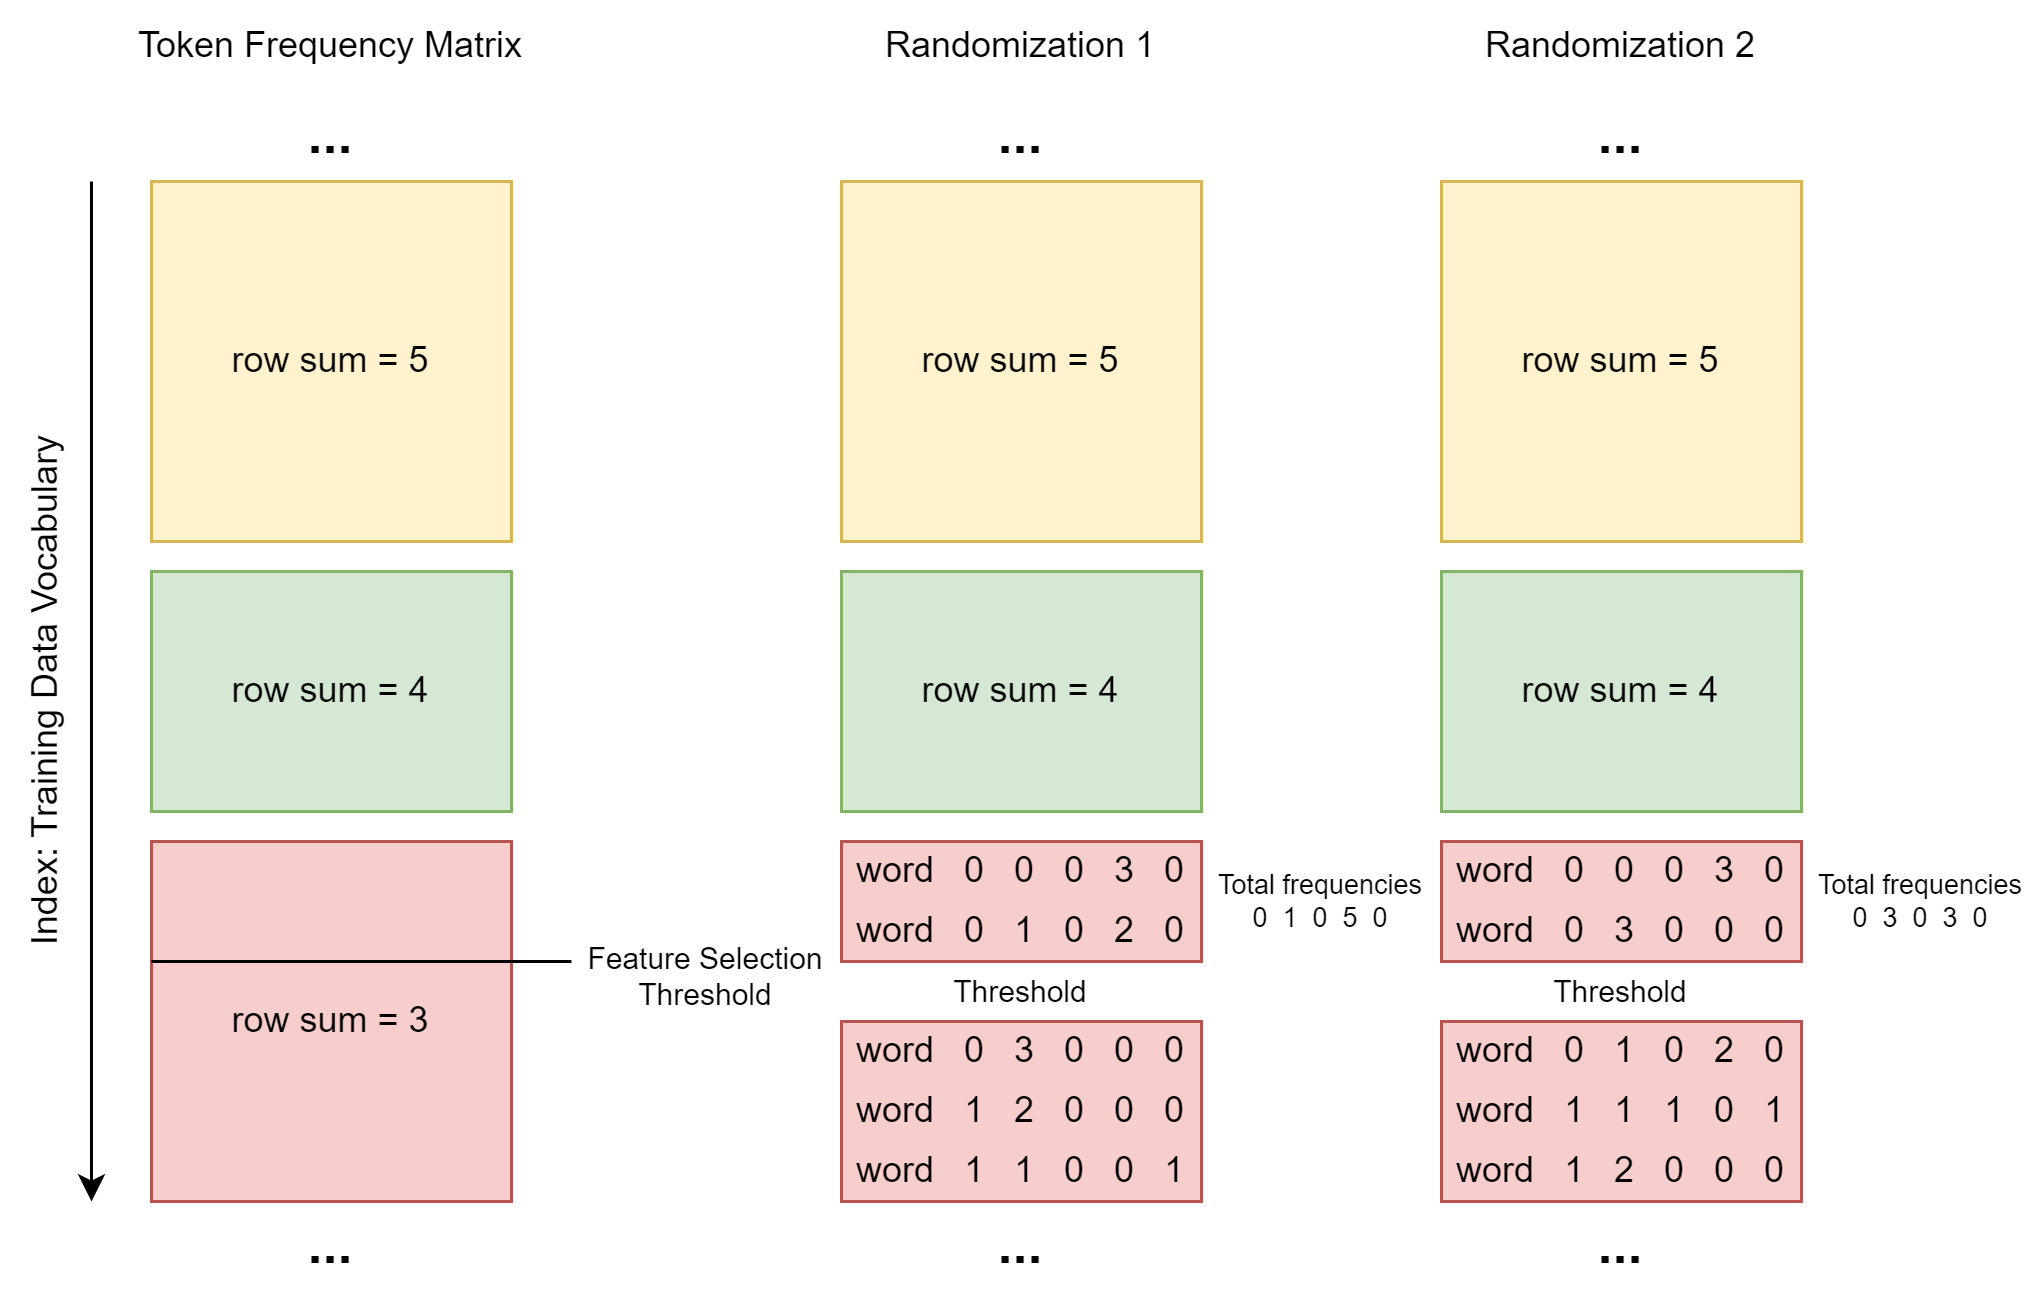 Token Frequency Matrix
Randomization 1
Randomization 2
...
...
...
Index: Training Data Vocabulary
row sum = 5
row sum = 5
row sum = 5
row sum = 4
row sum = 4
row sum = 4
row sum = 3
Feature Selection
Threshold
word 0 0 0 3 0
word 0 1 0 2 0
Total frequencies
0 1 0 5 0
Threshold
word 0 3 0 0 0
word 1 2 0 0 0
word 1 1 0 0 1
word 0 0 0 3 0
word 0 3 0 0 0
Total frequencies
0 3 0 3 0
Threshold
word 0 1 0 2 0
word 1 1 1 0 1
word 1 2 0 0 0
...
...
...